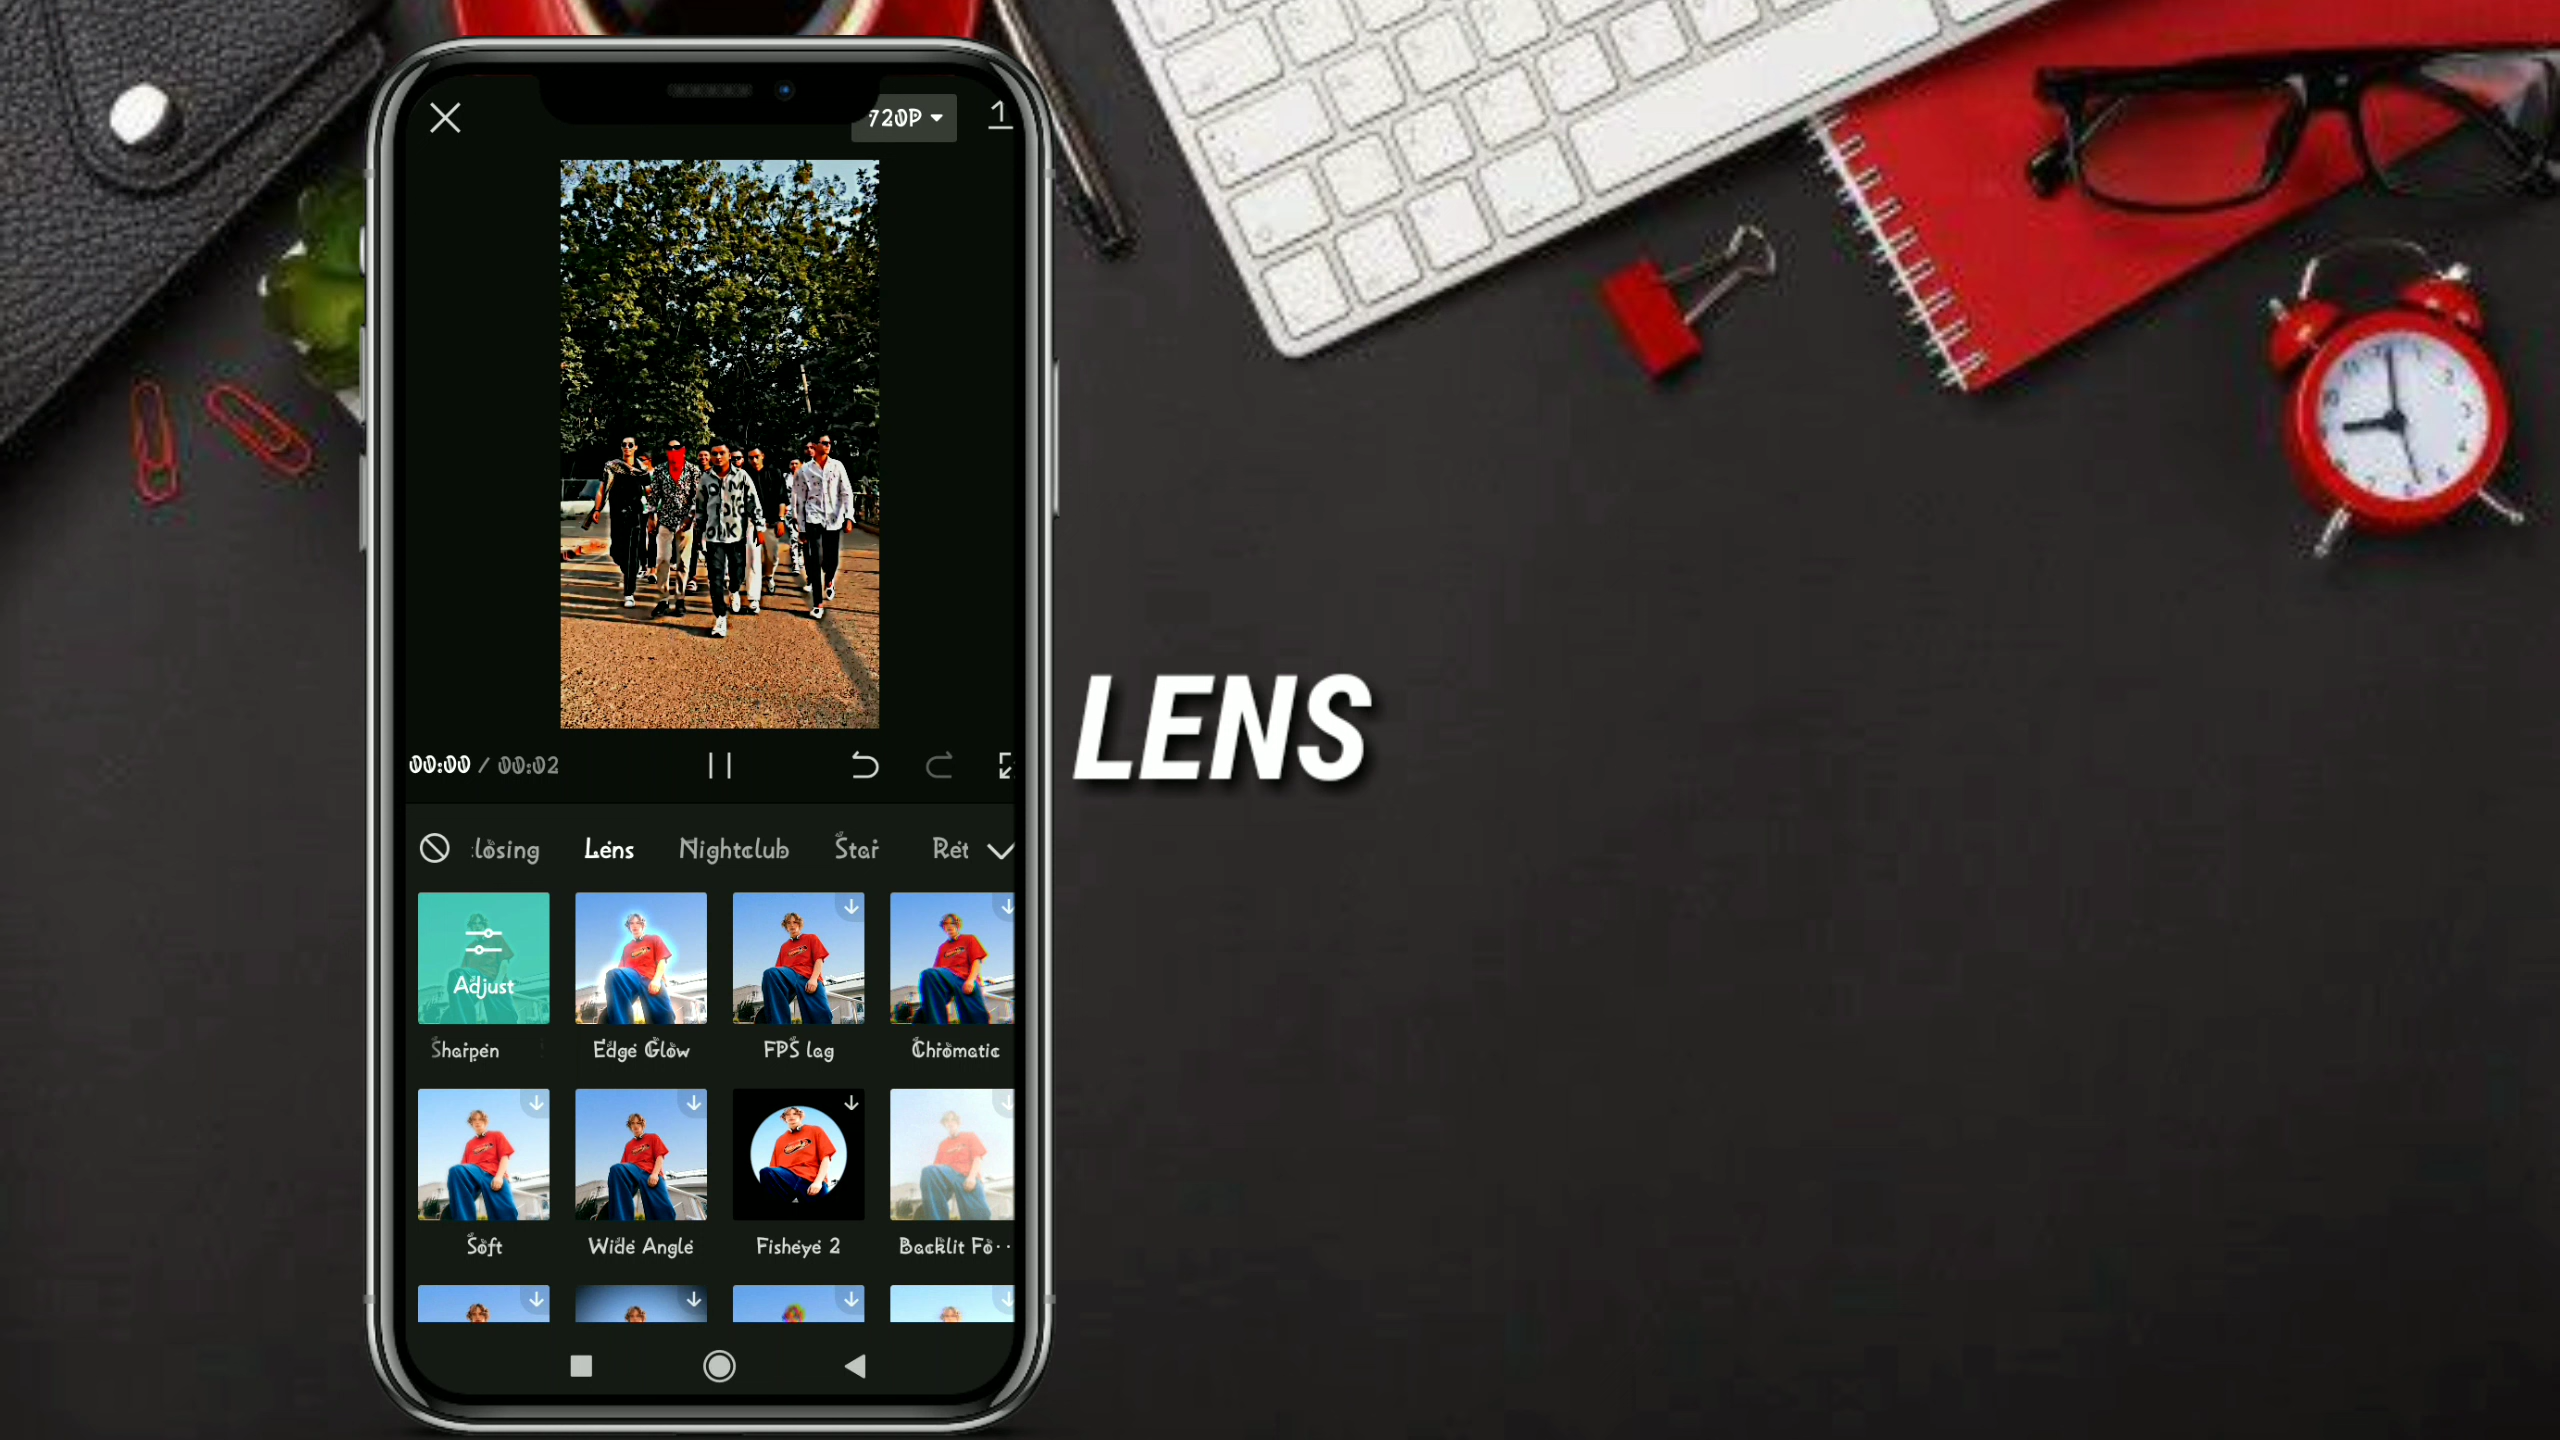 720P
00:00 / 00:02
LENS
losing Lens Nightclub Star Ret
Adjust
Sharpen Edge Glow FPS lag Chromatic
Soft Wide Angle Fisheye 2 Backlit Fo··